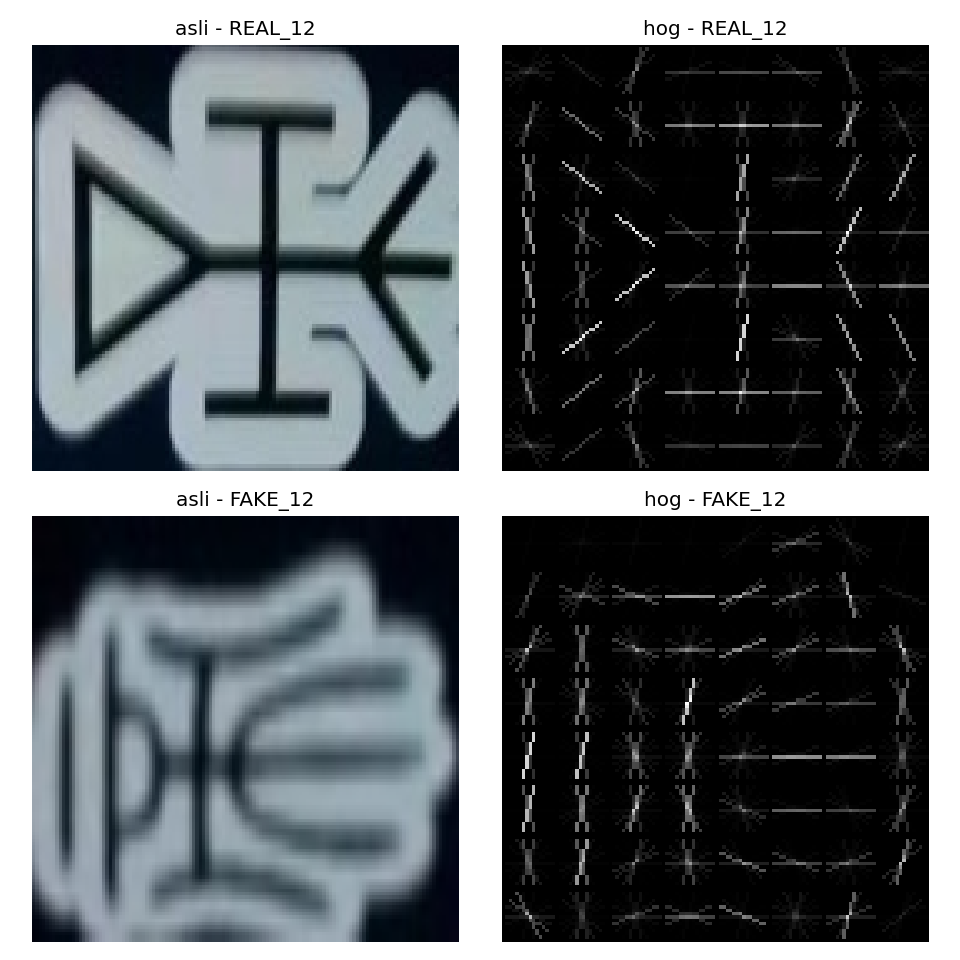 asli - REAL_12
hog - REAL_12
asli - FAKE_12
hog - FAKE_12